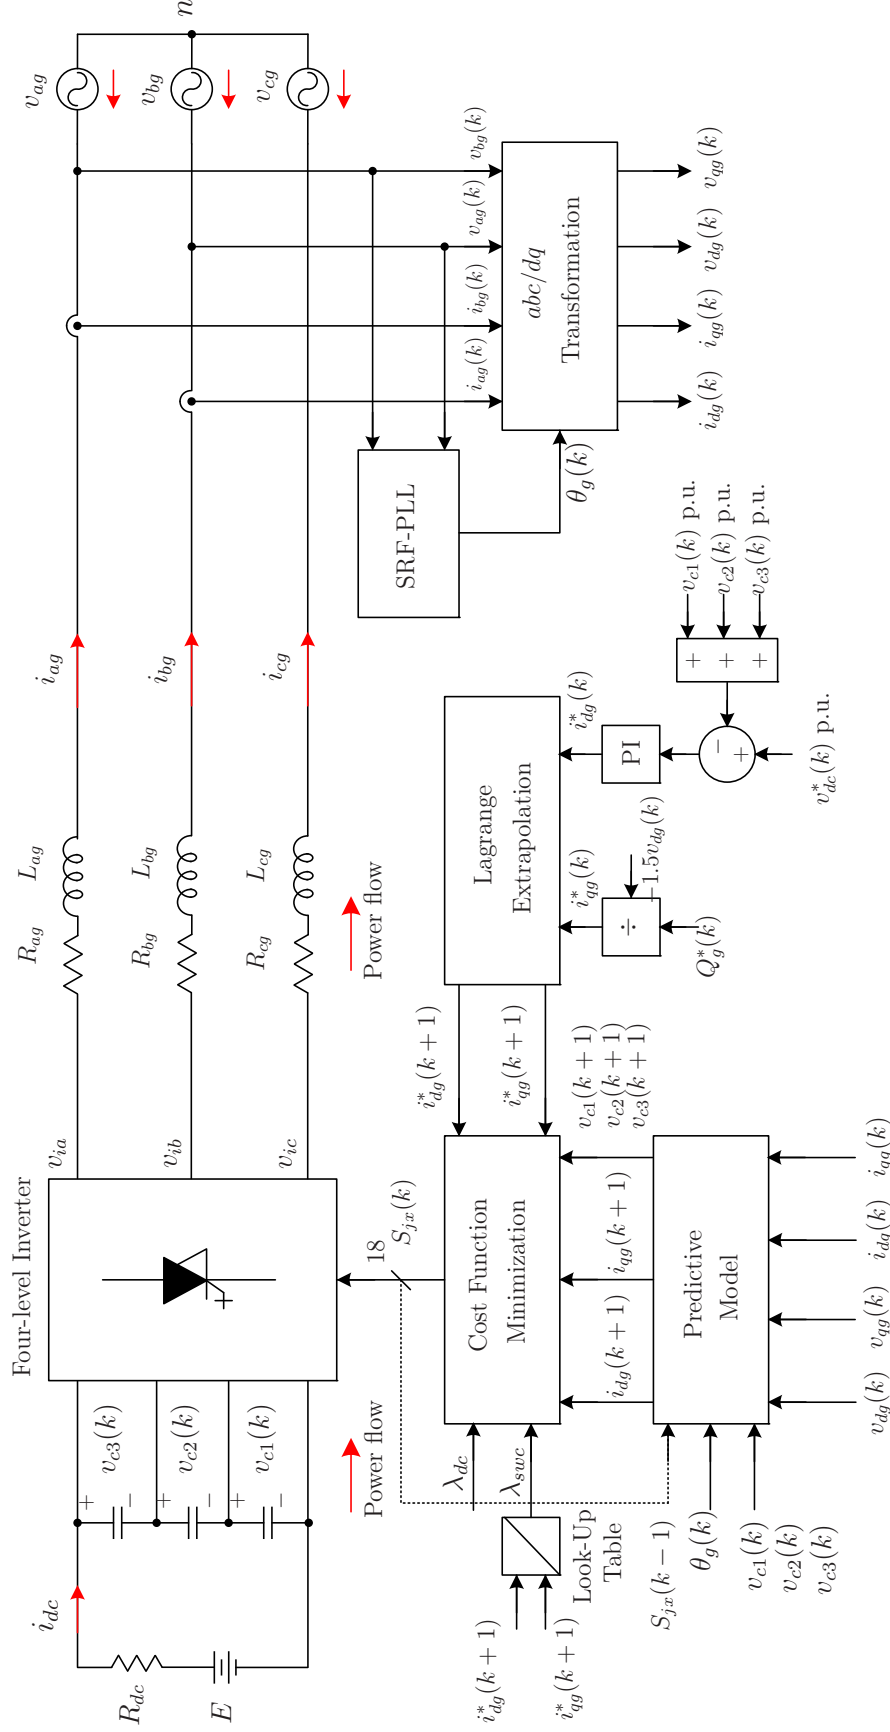 Four-level Inverter
i_{dc}
R_{dc}
E
+
−
v_{c3}(k)
+
−
v_{c2}(k)
+
−
v_{c1}(k)
Power flow
v_{ia}
v_{ib}
v_{ic}
R_{ag}
L_{ag}
R_{bg}
L_{bg}
R_{cg}
L_{cg}
Power flow
i_{ag}
i_{bg}
i_{cg}
v_{ag}
v_{bg}
v_{cg}
n
18
S_{jx}(k)
λ_{dc}
λ_{swc}
i^*_{dg}(k + 1)
i^*_{qg}(k + 1)
Look-Up
Table
Cost Function
Minimization
i^*_{dg}(k + 1)
i^*_{qg}(k + 1)
i_{dg}(k + 1)
i_{qg}(k + 1)
v_{c1}(k + 1)
v_{c2}(k + 1)
v_{c3}(k + 1)
S_{jx}(k − 1)
θ_g(k)
v_{c1}(k)
v_{c2}(k)
v_{c3}(k)
Predictive
Model
v_{dg}(k)
v_{qg}(k)
i_{dg}(k)
i_{qg}(k)
Lagrange
Extrapolation
i^*_{qg}(k)
i^*_{dg}(k)
÷
−1.5v_{dg}(k)
Q^*_g(k)
PI
−
+
v^*_{dc}(k) p.u.
+
+
+
v_{c1}(k) p.u.
v_{c2}(k) p.u.
v_{c3}(k) p.u.
SRF-PLL
θ_g(k)
i_{ag}(k)
i_{bg}(k)
v_{ag}(k)
v_{bg}(k)
abc/dq
Transformation
i_{dg}(k)
i_{qg}(k)
v_{dg}(k)
v_{qg}(k)